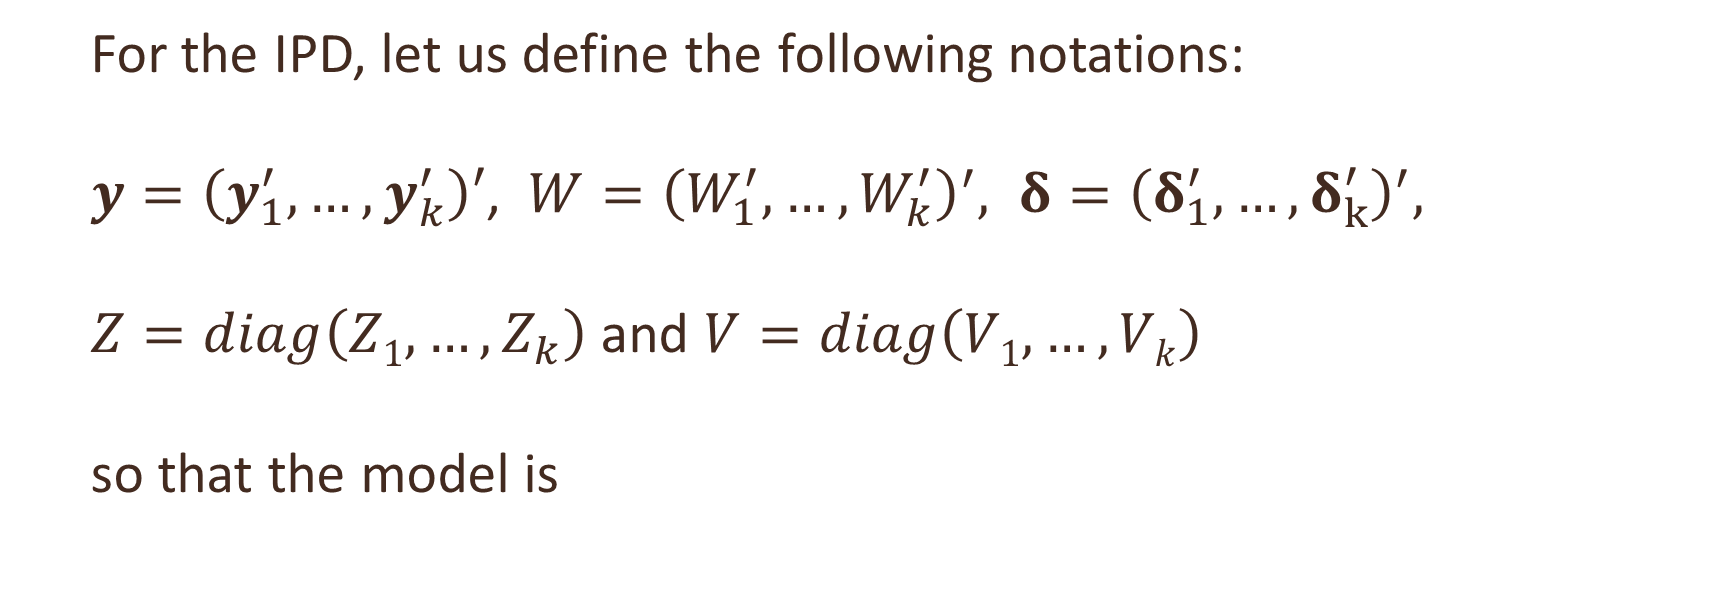 For the IPD, let us define the following notations:
𝒚 = (𝒚′₁, … , 𝒚′ₖ)′, W = (W′₁, … , W′ₖ)′, 𝛅 = (𝛅′₁, … , 𝛅′ₖ)′,
Z = diag(Z₁, … , Zₖ) and V = diag(V₁, … , Vₖ)
so that the model is